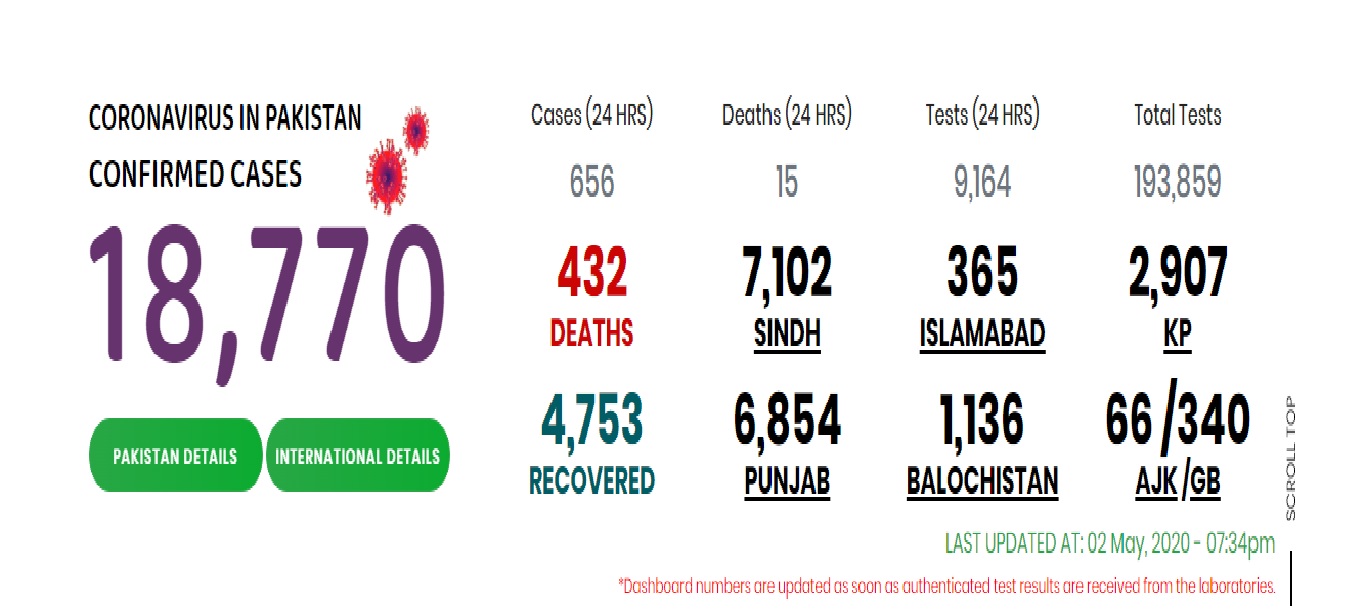 CORONAVIRUS IN PAKISTAN
CONFIRMED CASES
18,770
PAKISTAN DETAILS
INTERNATIONAL DETAILS
Cases (24 HRS)
Deaths (24 HRS)
Tests (24 HRS)
Total Tests
656
15
9,164
193,859
432
7,102
365
2,907
DEATHS
SINDH
ISLAMABAD
KP
4,753
6,854
1,136
66 /340
RECOVERED
PUNJAB
BALOCHISTAN
AJK /GB
SCROLL TOP
LAST UPDATED AT: 02 May, 2020 - 07:34pm
*Dashboard numbers are updated as soon as authenticated test results are received from the laboratories.